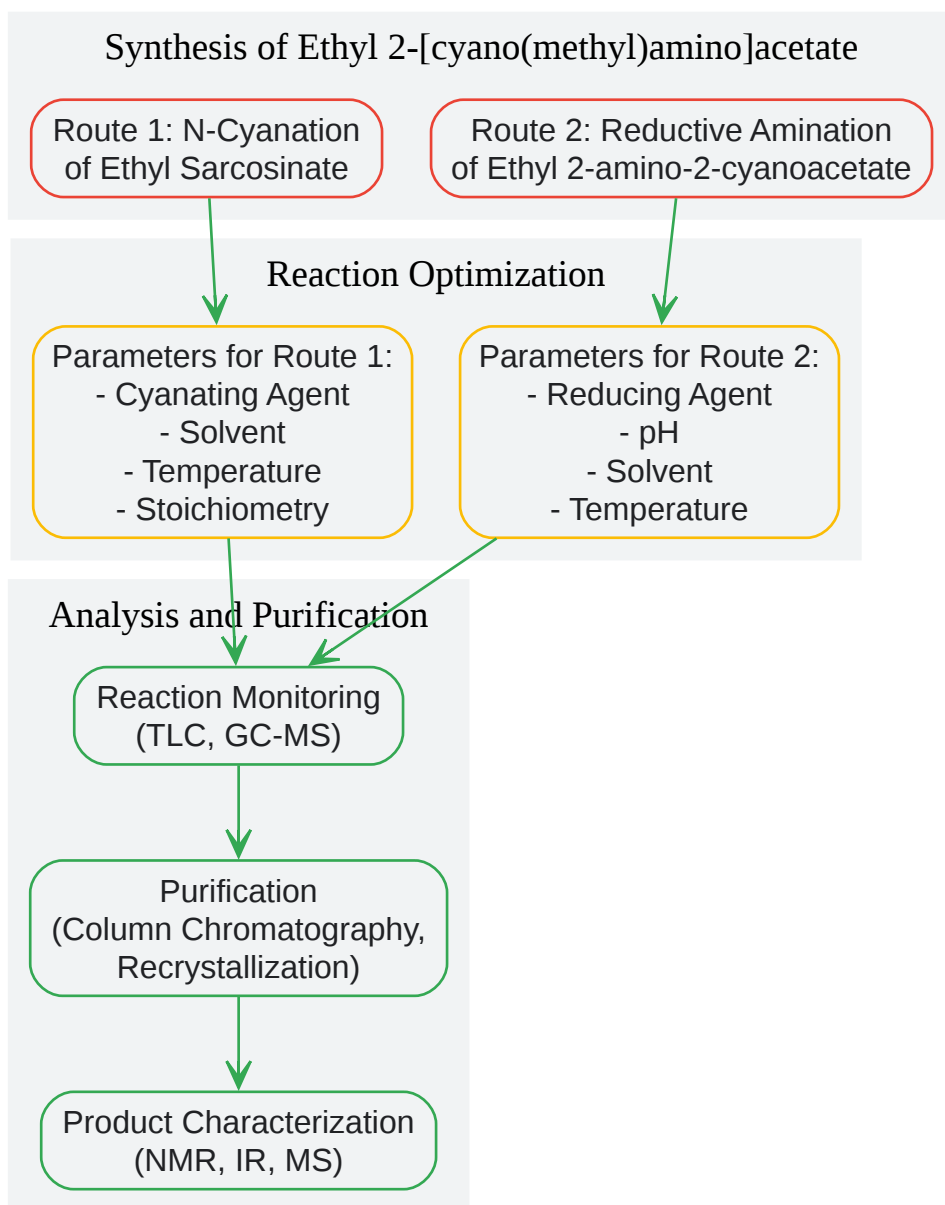 Synthesis of Ethyl 2-[cyano(methyl)amino]acetate
Route 1: N-Cyanation
of Ethyl Sarcosinate
Route 2: Reductive Amination
of Ethyl 2-amino-2-cyanoacetate
Reaction Optimization
Parameters for Route 1:
- Cyanating Agent
- Solvent
- Temperature
- Stoichiometry
Parameters for Route 2:
- Reducing Agent
- pH
- Solvent
- Temperature
Analysis and Purification
Reaction Monitoring
(TLC, GC-MS)
Purification
(Column Chromatography,
Recrystallization)
Product Characterization
(NMR, IR, MS)